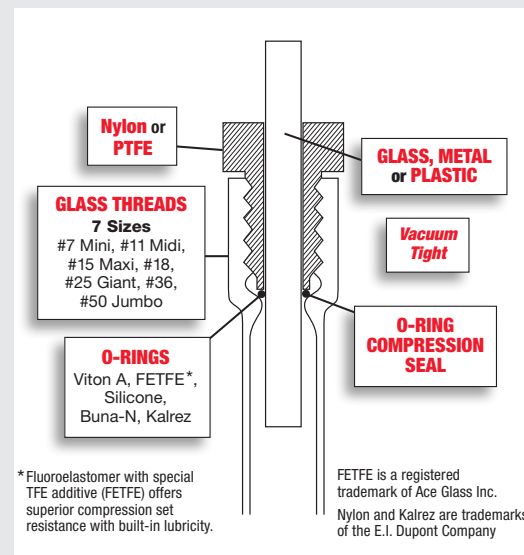 Nylon or
PTFE
GLASS, METAL
or PLASTIC
GLASS THREADS
7 Sizes
#7 Mini, #11 Midi,
#15 Maxi, #18,
#25 Giant, #36,
#50 Jumbo
Vacuum
Tight
O-RINGS
Viton A, FETFE*,
Silicone,
Buna-N, Kalrez
O-RING
COMPRESSION
SEAL
*Fluoroelastomer with special
TFE additive (FETFE) offers
superior compression set
resistance with built-in lubricity.
FETFE is a registered
trademark of Ace Glass Inc.
Nylon and Kalrez are trademarks
of the E.I. Dupont Company